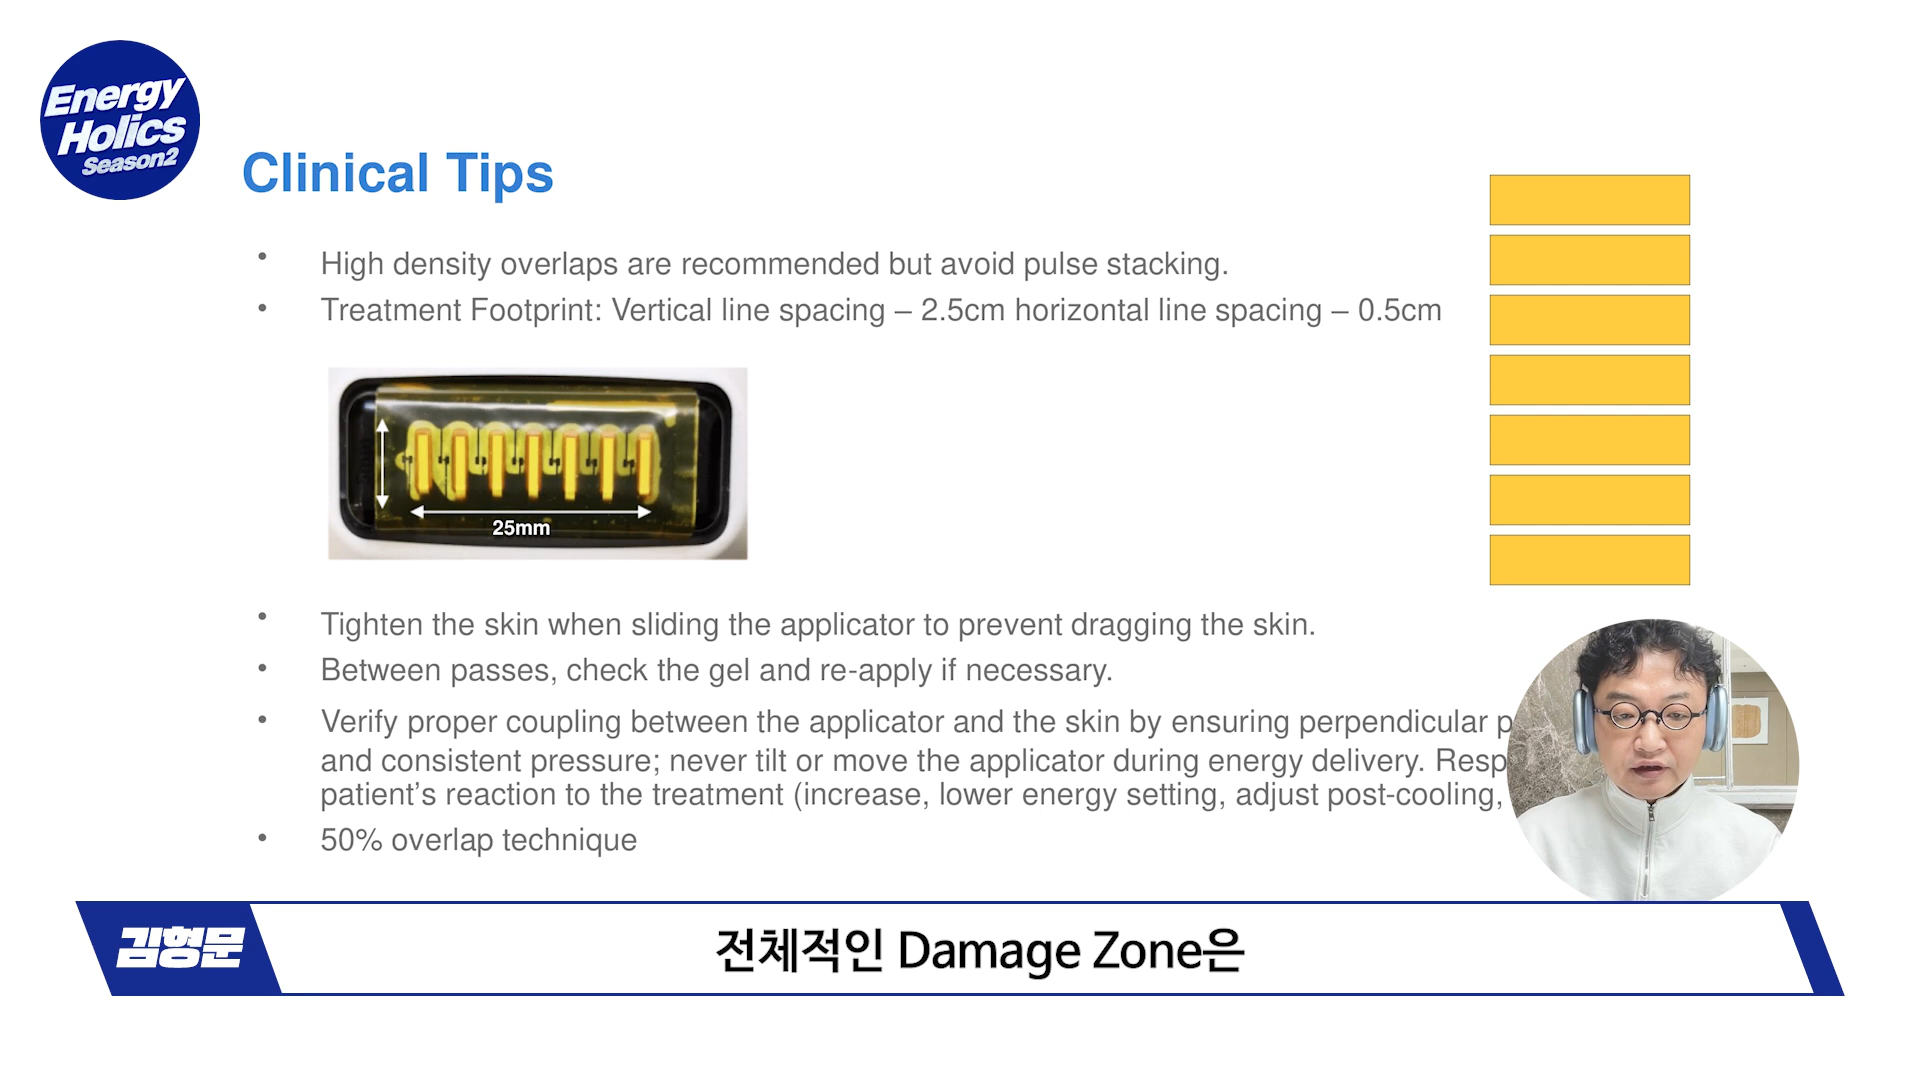 Energy
Holics
Season2
Clinical Tips
• High density overlaps are recommended but avoid pulse stacking.
• Treatment Footprint: Vertical line spacing – 2.5cm horizontal line spacing – 0.5cm
25mm
• Tighten the skin when sliding the applicator to prevent dragging the skin.
• Between passes, check the gel and re-apply if necessary.
• Verify proper coupling between the applicator and the skin by ensuring perpendicular
and consistent pressure; never tilt or move the applicator during energy delivery.
patient’s reaction to the treatment (increase, lower energy setting, adjust post-cooling,
• 50% overlap technique
김형문
전체적인 Damage Zone은